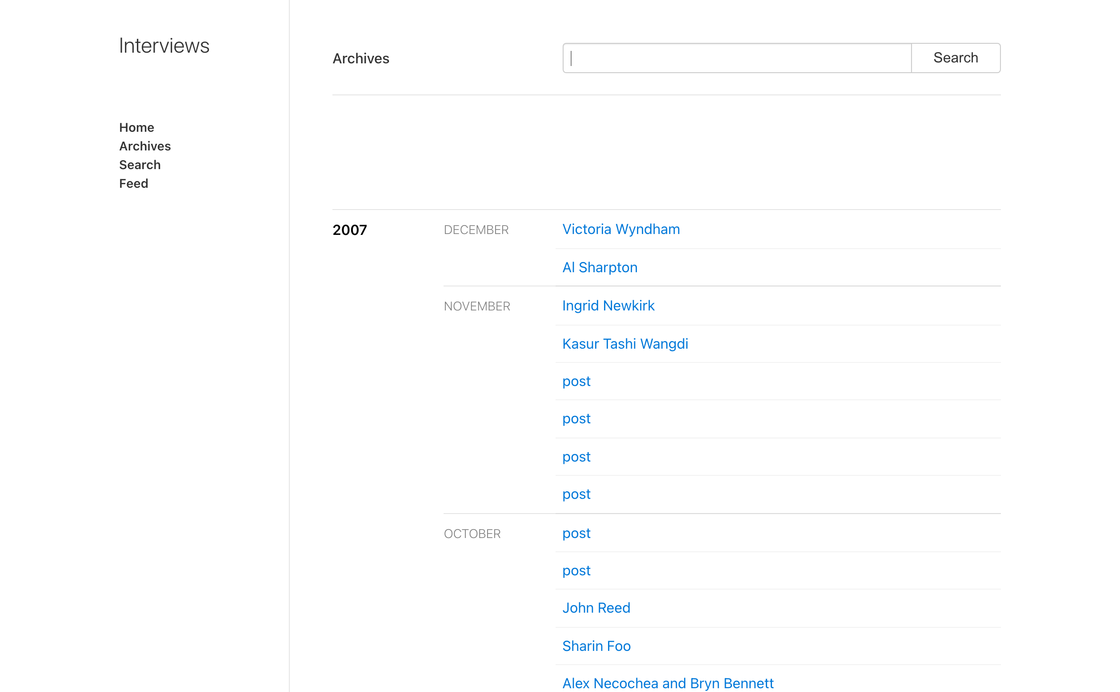 Interviews
Home
Archives
Search
Feed
Archives
Search
2007
DECEMBER
Victoria Wyndham
Al Sharpton
NOVEMBER
Ingrid Newkirk
Kasur Tashi Wangdi
post
post
post
post
OCTOBER
post
post
John Reed
Sharin Foo
Alex Necochea and Bryn Bennett